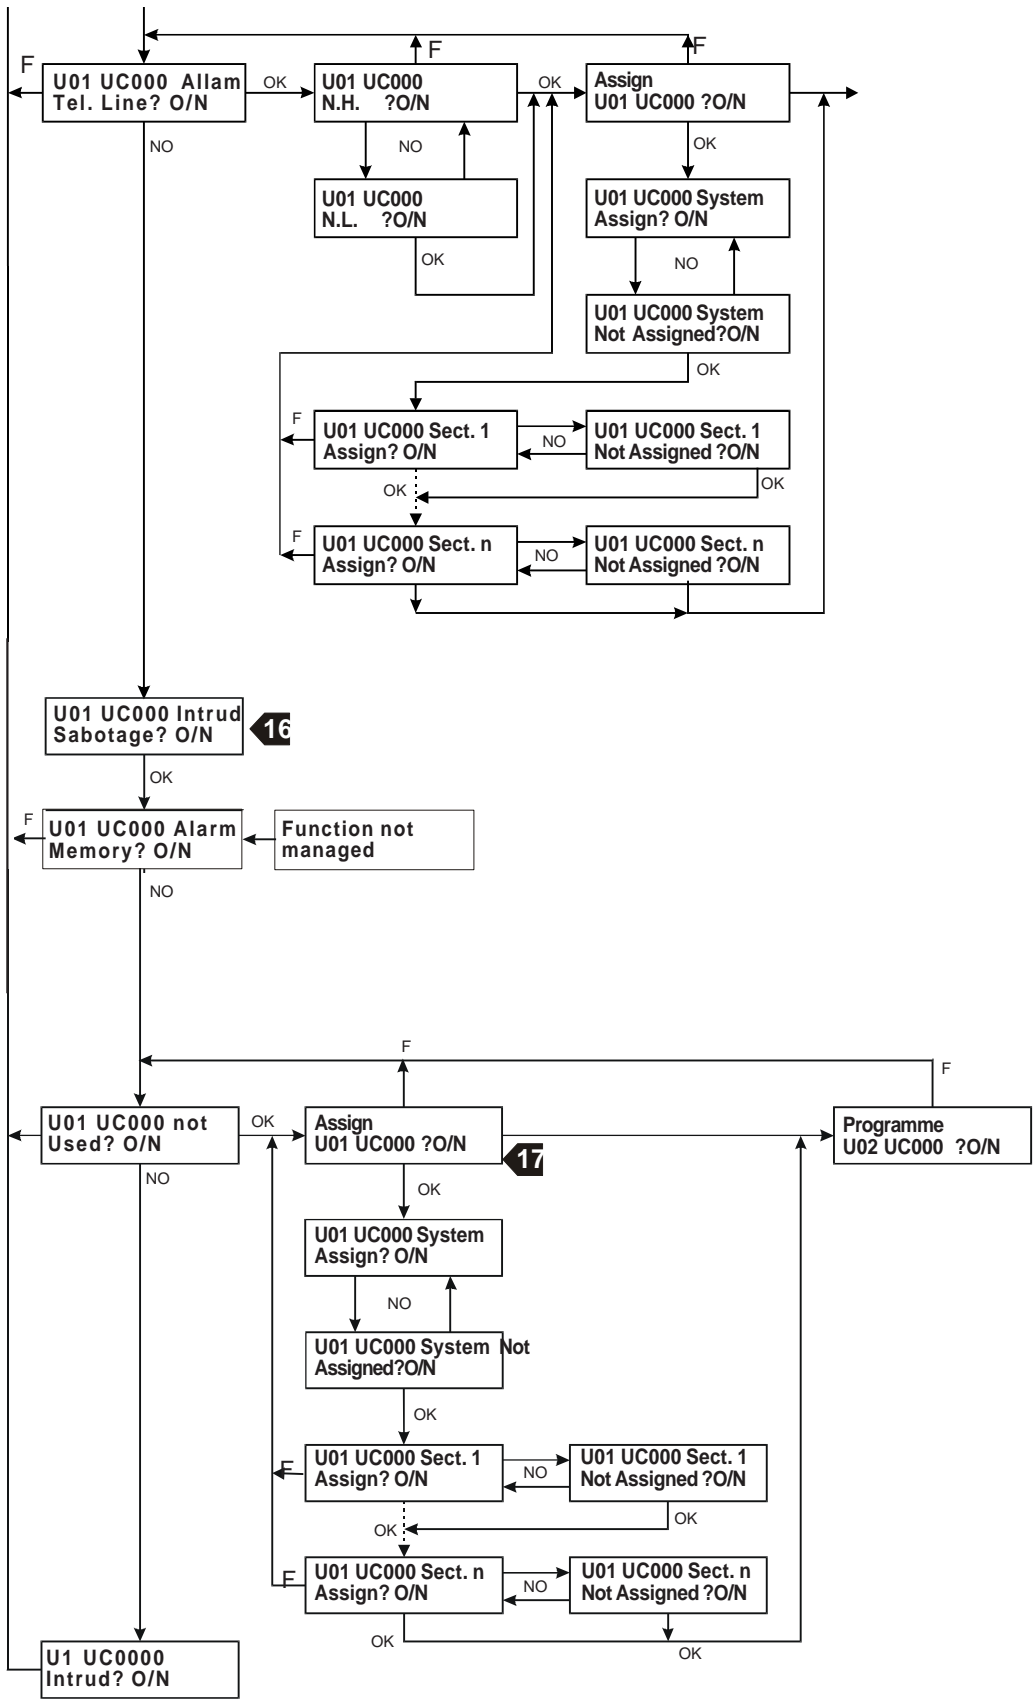 F
F
F
U01 UC000 Allam
Tel. Line? O/N
OK
U01 UC000
N.H. ?O/N
OK
Assign
U01 UC000 ?O/N
NO
NO
OK
U01 UC000
N.L. ?O/N
U01 UC000 System
Assign? O/N
OK
NO
U01 UC000 System
Not Assigned?O/N
OK
F
U01 UC000 Sect. 1
Assign? O/N
NO
U01 UC000 Sect. 1
Not Assigned ?O/N
OK
OK
F
U01 UC000 Sect. n
Assign? O/N
NO
U01 UC000 Sect. n
Not Assigned ?O/N
U01 UC000 Intrud
Sabotage? O/N
16
OK
F
U01 UC000 Alarm
Memory? O/N
Function not
managed
NO
F
F
U01 UC000 not
Used? O/N
OK
Assign
U01 UC000 ?O/N
Programme
U02 UC000 ?O/N
17
NO
OK
U01 UC000 System
Assign? O/N
NO
U01 UC000 System Not
Assigned?O/N
OK
F
U01 UC000 Sect. 1
Assign? O/N
NO
U01 UC000 Sect. 1
Not Assigned ?O/N
OK
OK
F
U01 UC000 Sect. n
Assign? O/N
NO
U01 UC000 Sect. n
Not Assigned ?O/N
OK
OK
U1 UC0000
Intrud? O/N